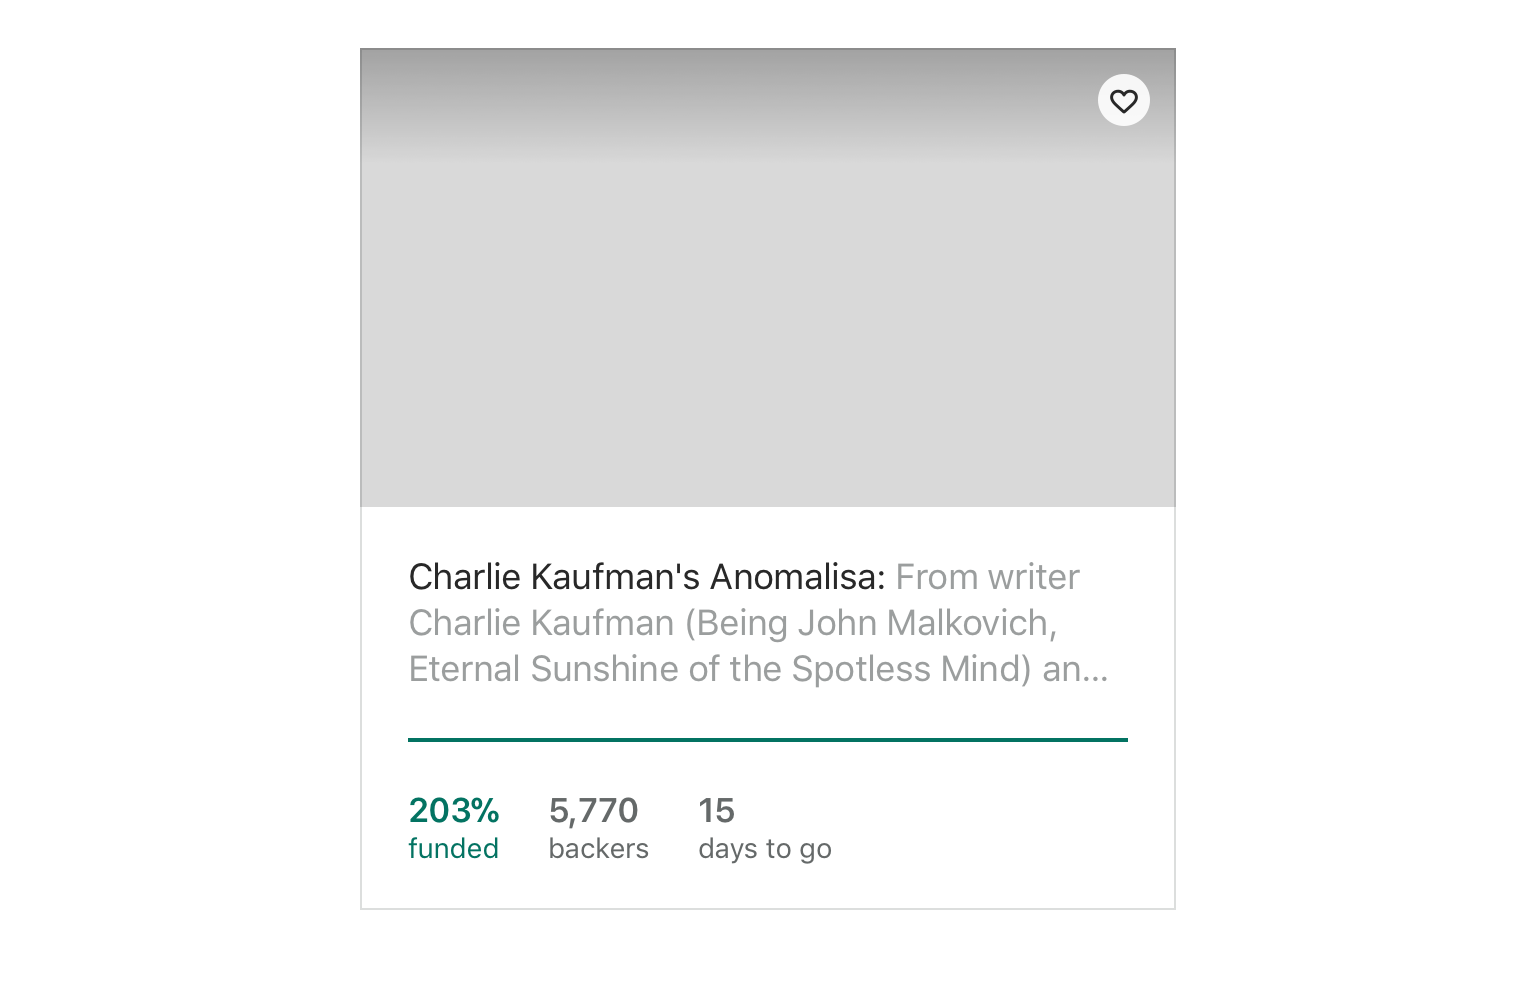 Charlie Kaufman's Anomalisa: From writer
Charlie Kaufman (Being John Malkovich,
Eternal Sunshine of the Spotless Mind) an...
203% 5,770 15
funded backers days to go